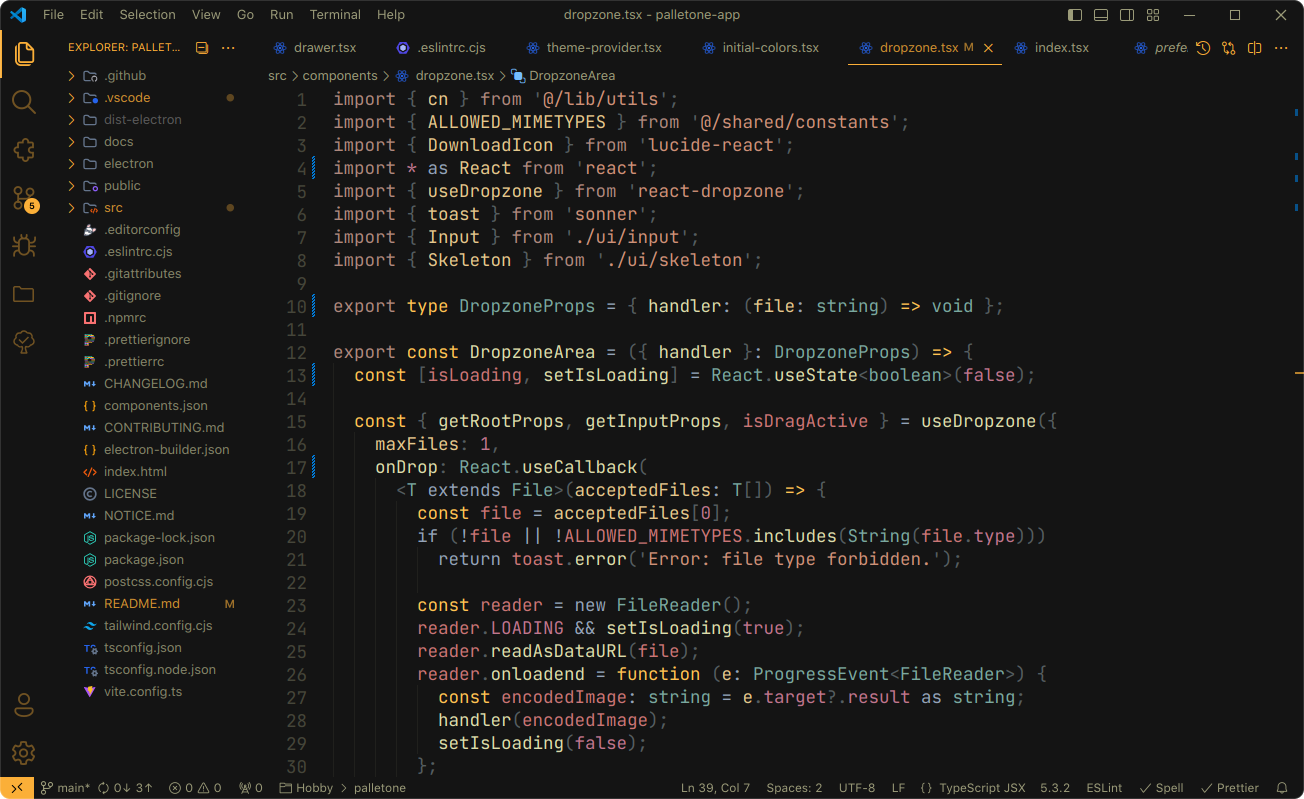 File Edit Selection View Go Run Terminal Help dropzone.tsx - palletone-app
EXPLORER: PALLET...
drawer.tsx .eslintrc.cjs theme-provider.tsx initial-colors.tsx dropzone.tsx M index.tsx prefe
src > components > dropzone.tsx > DropzoneArea
.github
.vscode
dist-electron
docs
electron
public
src
.editorconfig
.eslintrc.cjs
.gitattributes
.gitignore
.npmrc
.prettierignore
.prettierrc
CHANGELOG.md
components.json
CONTRIBUTING.md
electron-builder.json
index.html
LICENSE
NOTICE.md
package-lock.json
package.json
postcss.config.cjs
README.md M
tailwind.config.cjs
tsconfig.json
tsconfig.node.json
vite.config.ts
5
1 import { cn } from '@/lib/utils';
2 import { ALLOWED_MIMETYPES } from '@/shared/constants';
3 import { DownloadIcon } from 'lucide-react';
4 import * as React from 'react';
5 import { useDropzone } from 'react-dropzone';
6 import { toast } from 'sonner';
7 import { Input } from './ui/input';
8 import { Skeleton } from './ui/skeleton';
9
10 export type DropzoneProps = { handler: (file: string) => void };
11
12 export const DropzoneArea = ({ handler }: DropzoneProps) => {
13 const [isLoading, setIsLoading] = React.useState<boolean>(false);
14
15 const { getRootProps, getInputProps, isDragActive } = useDropzone({
16 maxFiles: 1,
17 onDrop: React.useCallback(
18 <T extends File>(acceptedFiles: T[]) => {
19 const file = acceptedFiles[0];
20 if (!file || !ALLOWED_MIMETYPES.includes(String(file.type)))
21 return toast.error('Error: file type forbidden.');
22
23 const reader = new FileReader();
24 reader.LOADING && setIsLoading(true);
25 reader.readAsDataURL(file);
26 reader.onloadend = function (e: ProgressEvent<FileReader>) {
27 const encodedImage: string = e.target?.result as string;
28 handler(encodedImage);
29 setIsLoading(false);
30 };
main* 0↓ 3↑ 0 0 0 Hobby > palletone Ln 39, Col 7 Spaces: 2 UTF-8 LF { } TypeScript JSX 5.3.2 ESLint Spell Prettier